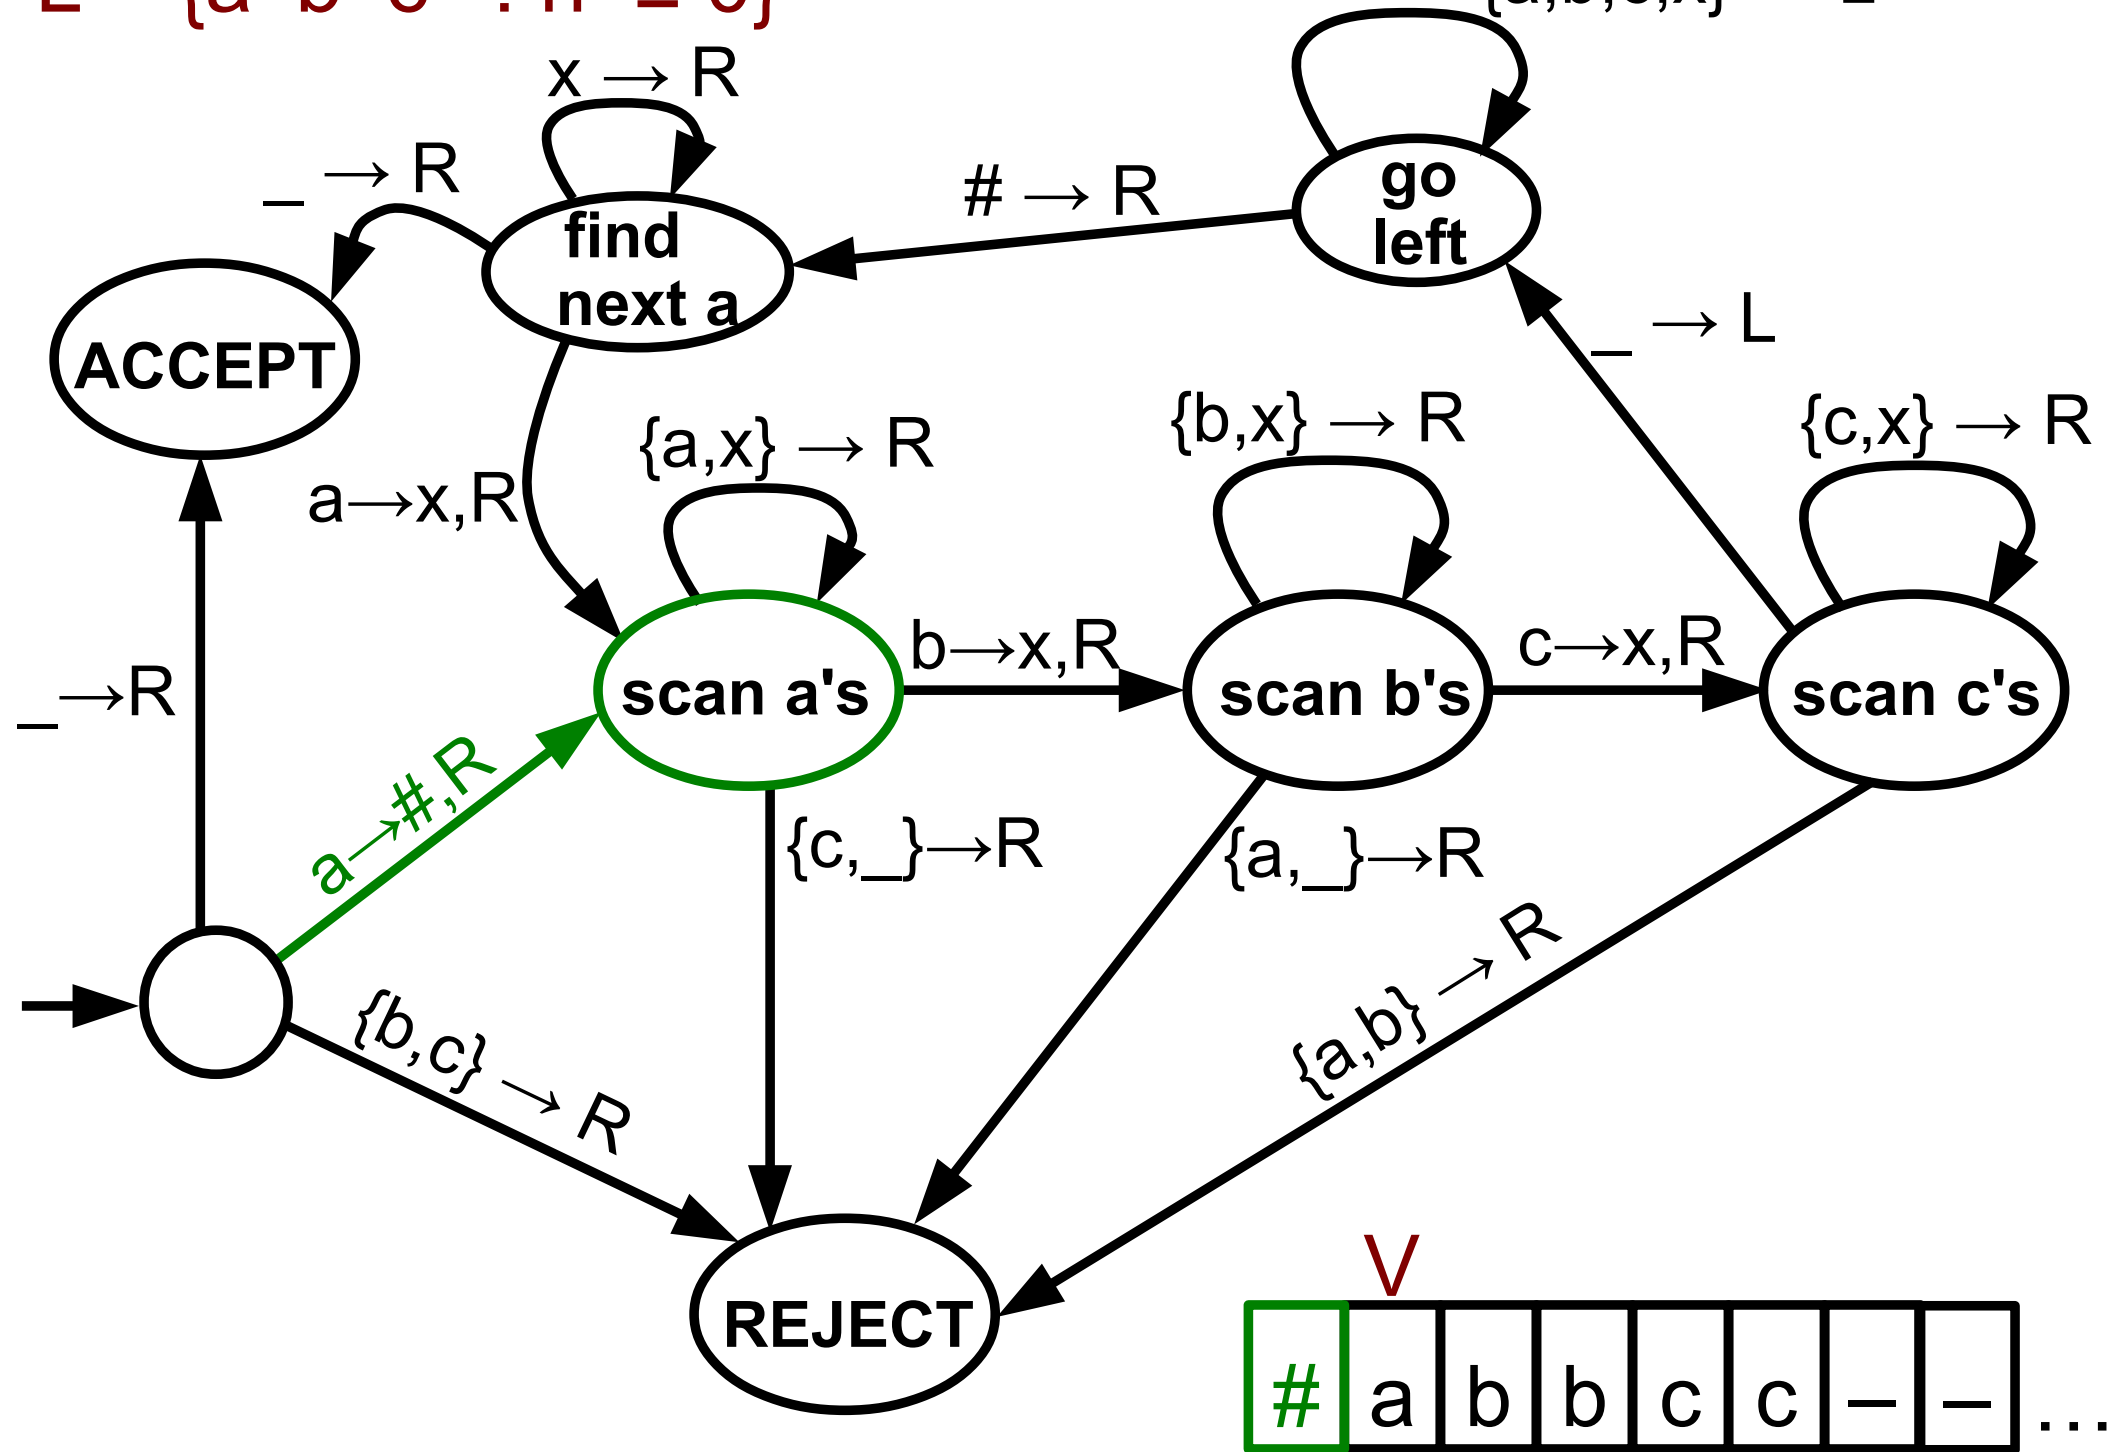 x → R
_ → R
# → R
go
left
find
next a
ACCEPT
_ → L
{a,x} → R
{b,x} → R
{c,x} → R
a→x,R
scan a's
b→x,R
scan b's
c→x,R
scan c's
_→R
a→#,R
{c,_}→R
{a,_}→R
{b,c} → R
{a,b} → R
REJECT
V
# a b b c c _ _ ...